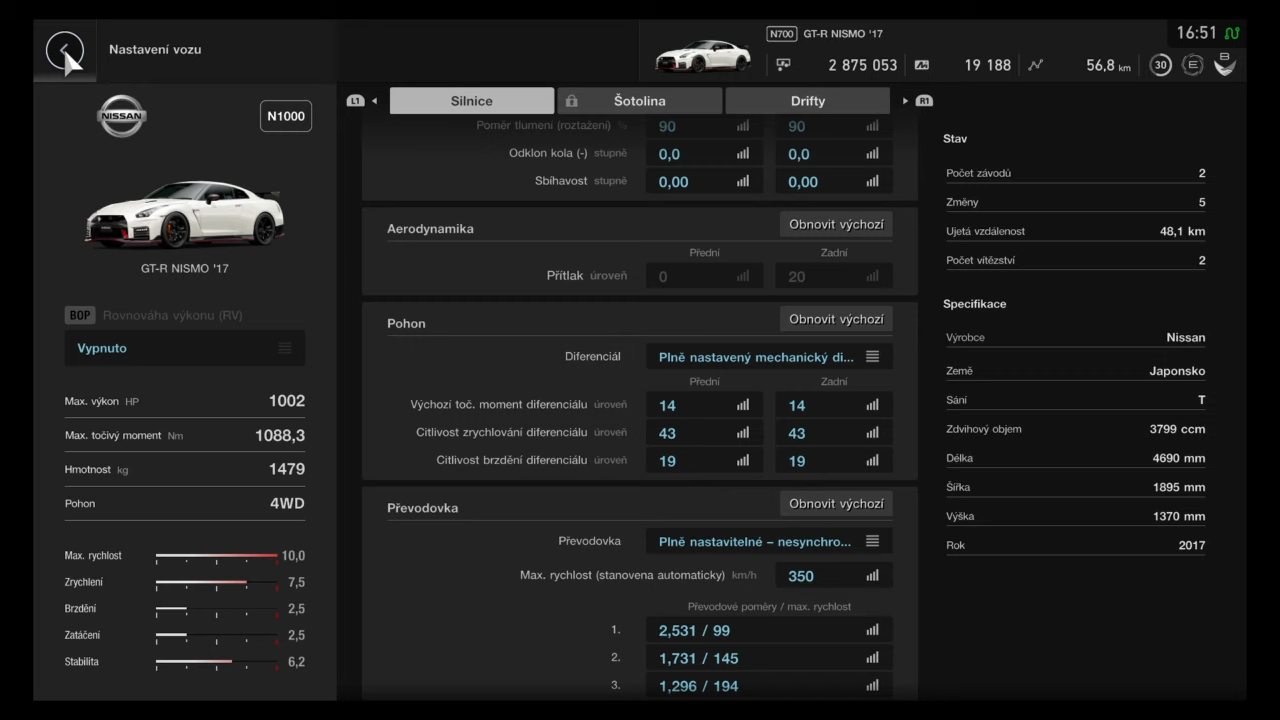 Nastavení vozu
N700 GT-R NISMO '17
16:51
2 875 053
19 188
56,8 km
30
E
B
NISSAN
N1000
GT-R NISMO '17
BOP Rovnováha výkonu (RV)
Vypnuto
Max. výkon HP 1002
Max. točivý moment Nm 1088,3
Hmotnost kg 1479
Pohon 4WD
Max. rychlost 10,0
Zrychlení 7,5
Brzdění 2,5
Zatáčení 2,5
Stabilita 6,2
L1 Silnice Šotolina Drifty R1
Poměr tlumení (roztažení) % 90 90
Odklon kola (-) stupně 0,0 0,0
Sbíhavost stupně 0,00 0,00
Aerodynamika Obnovit výchozí
Přední Zadní
Přítlak úroveň 0 20
Pohon Obnovit výchozí
Diferenciál Plně nastavený mechanický di...
Přední Zadní
Výchozí toč. moment diferenciálu úroveň 14 14
Citlivost zrychlování diferenciálu úroveň 43 43
Citlivost brzdění diferenciálu úroveň 19 19
Převodovka Obnovit výchozí
Převodovka Plně nastavitelné – nesynchro...
Max. rychlost (stanovena automaticky) km/h 350
Převodové poměry / max. rychlost
1. 2,531 / 99
2. 1,731 / 145
3. 1,296 / 194
Stav
Počet závodů 2
Změny 5
Ujetá vzdálenost 48,1 km
Počet vítězství 2
Specifikace
Výrobce Nissan
Země Japonsko
Sání T
Zdvihový objem 3799 ccm
Délka 4690 mm
Šířka 1895 mm
Výška 1370 mm
Rok 2017